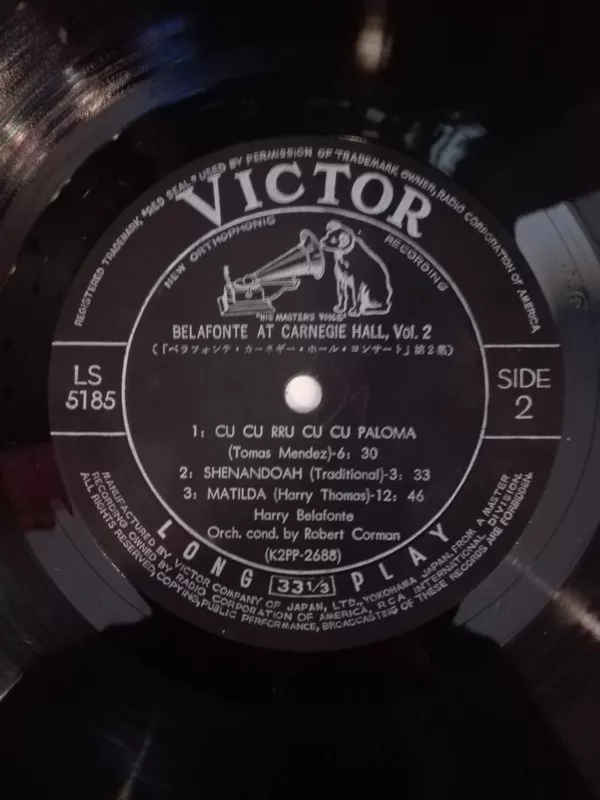 REGISTERED TRADEMARK "RED SEAL" USED BY PERMISSION OF TRADEMARK OWNER, RADIO CORPORATION OF AMERICA
VICTOR
NEW ORTHOPHONIC RECORDING
"HIS MASTER'S VOICE"
BELAFONTE AT CARNEGIE HALL, Vol. 2
(「ベラフォンテ・カーネギー・ホール・コンサート」第2集)
LS
5185
SIDE
2
1: CU CU RRU CU CU PALOMA
(Tomas Mendez)-6: 30
2: SHENANDOAH (Traditional)-3: 33
3: MATILDA (Harry Thomas)-12: 46
Harry Belafonte
Orch. cond. by Robert Corman
(K2PP-2688)
LONG 33 1/3 PLAY
MANUFACTURED BY VICTOR COMPANY OF JAPAN, LTD., YOKOHAMA JAPAN, FROM A MASTER
RECORDING OWNED BY RADIO CORPORATION OF AMERICA, R.C.A. INTERNATIONAL DIVISION.
ALL RIGHTS RESERVED, COPYING, PUBLIC PERFORMANCE, BROADCASTING OF THESE RECORDS ARE FORBIDDEN.